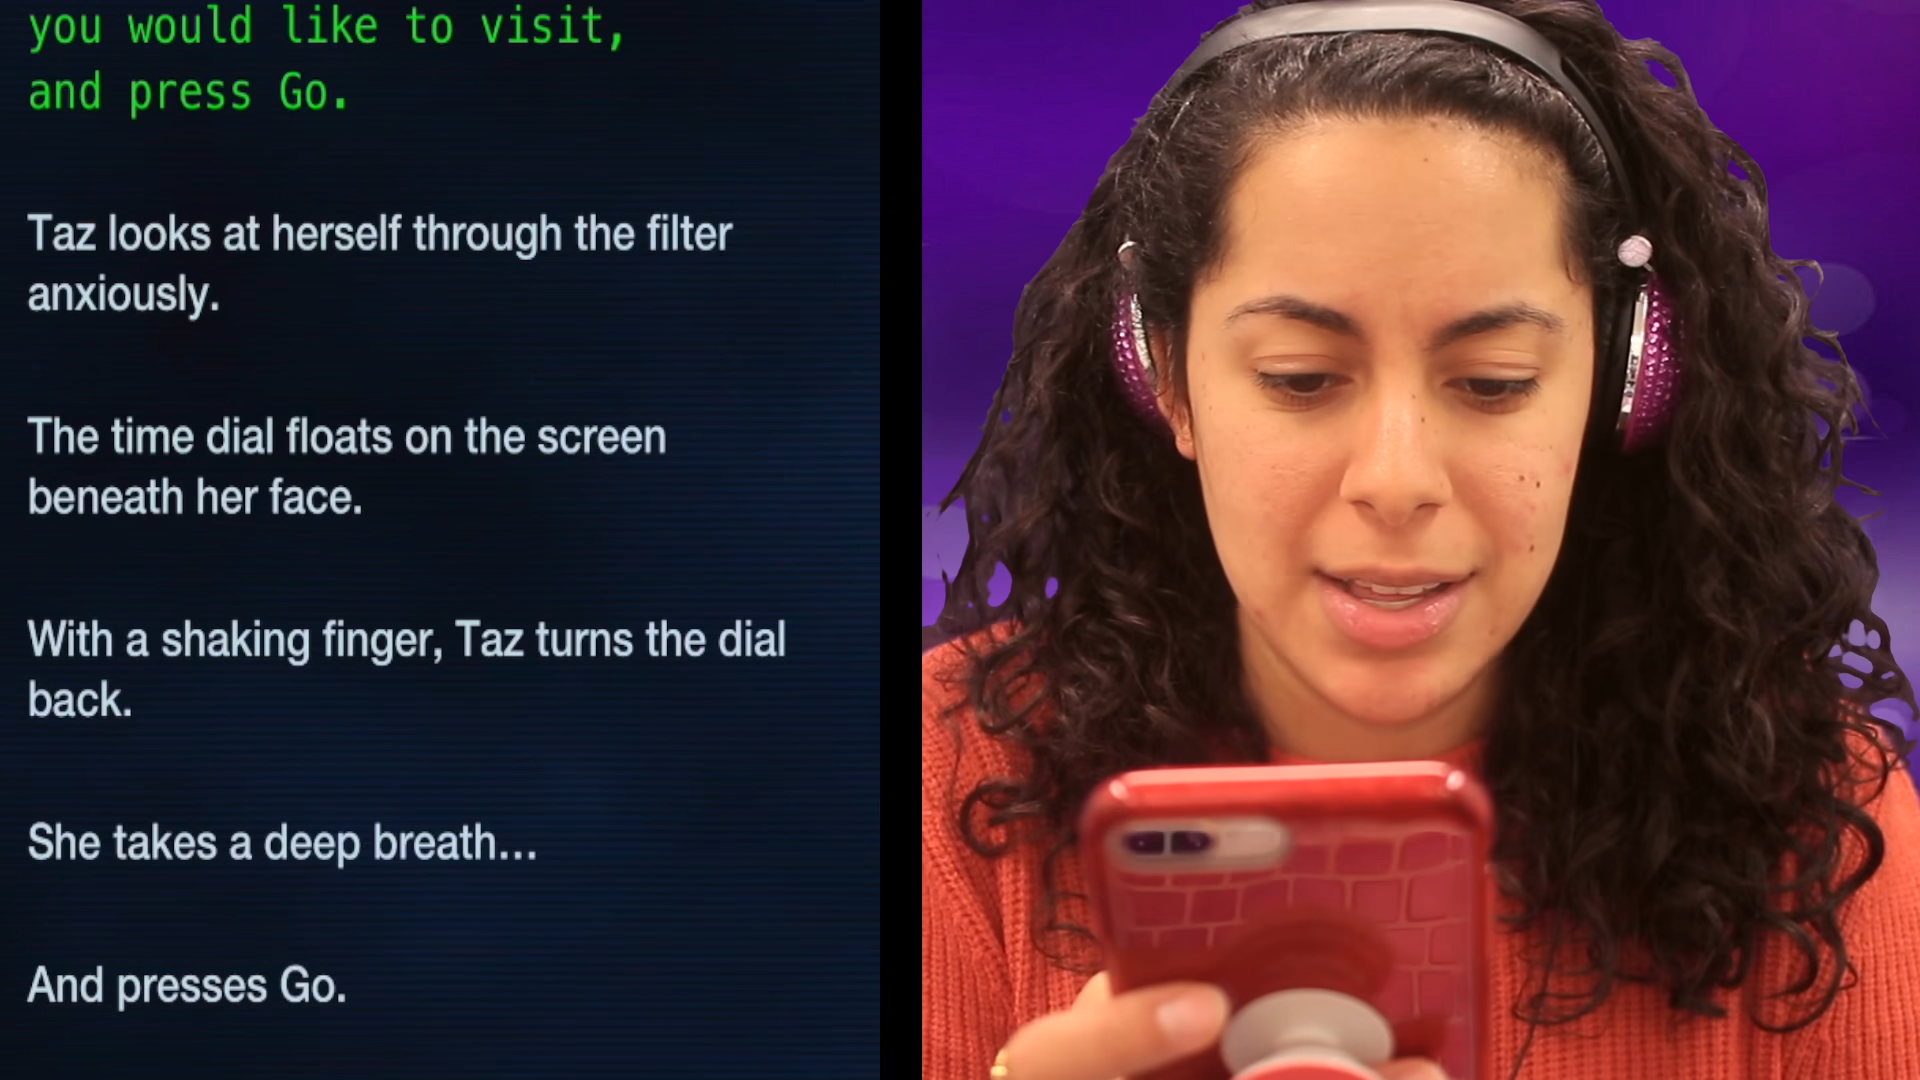 you would like to visit,
and press Go.
Taz looks at herself through the filter
anxiously.
The time dial floats on the screen
beneath her face.
With a shaking finger, Taz turns the dial
back.
She takes a deep breath...
And presses Go.